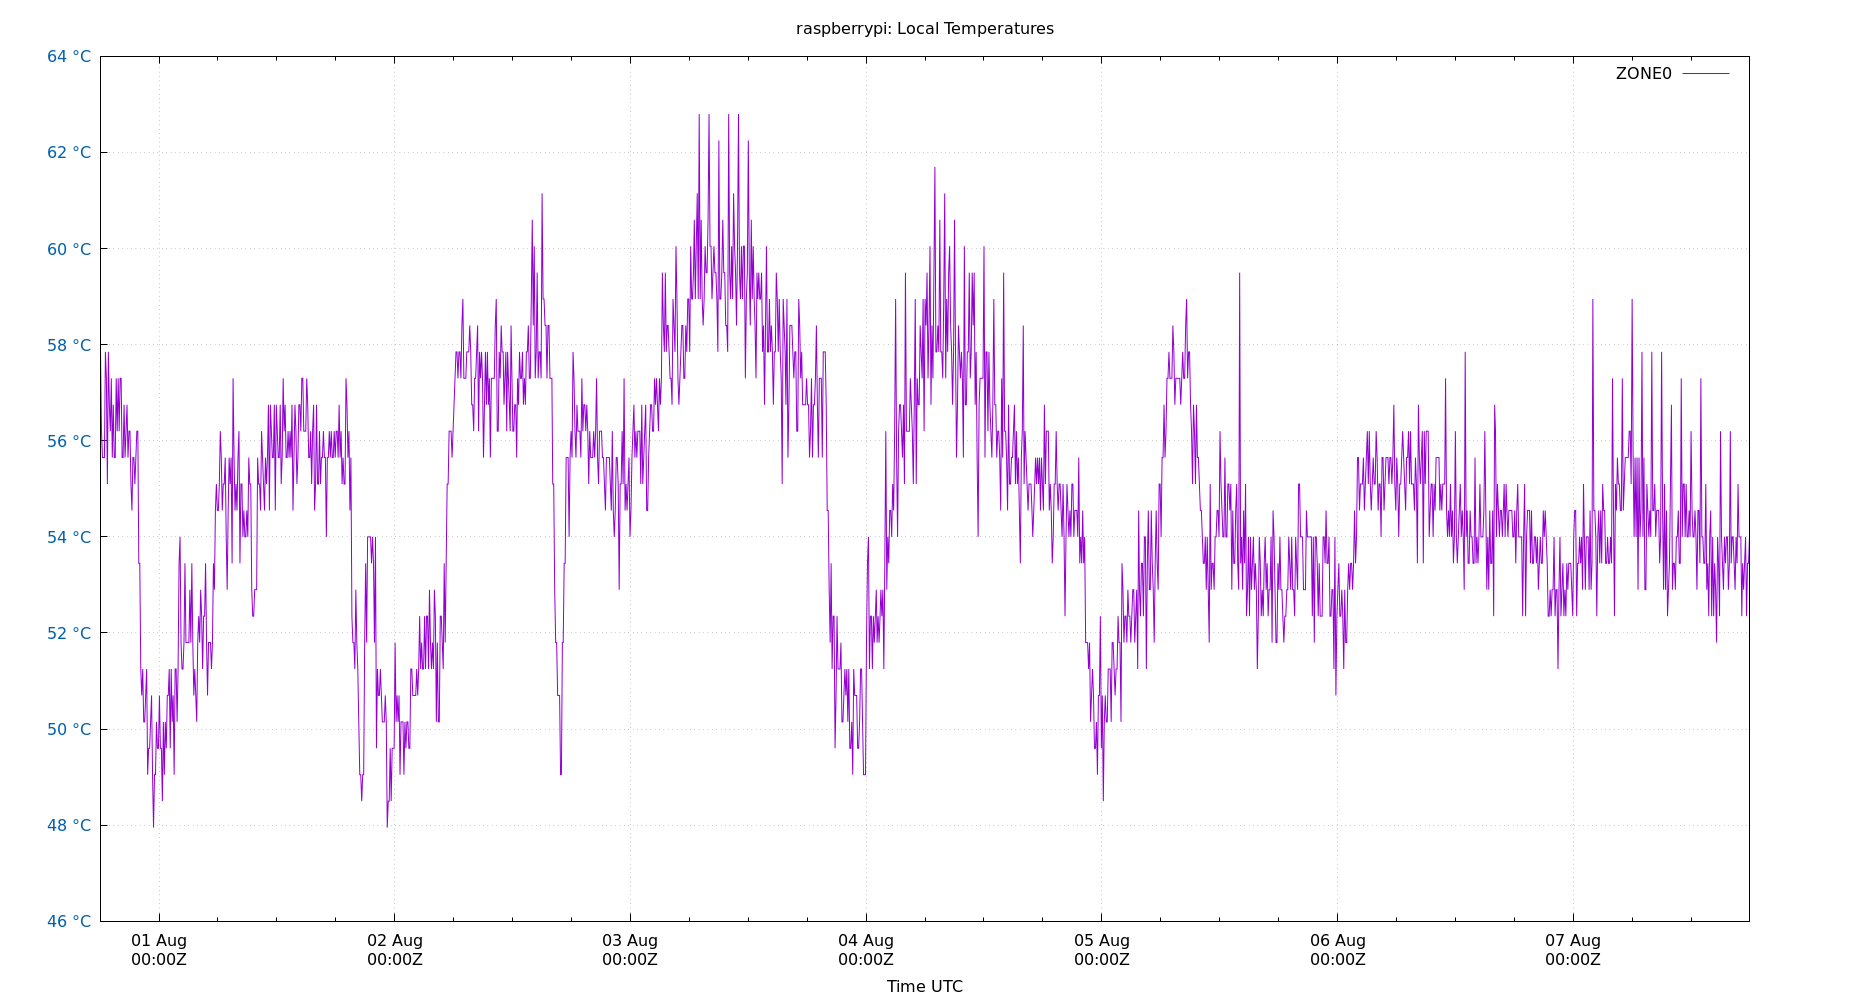 raspberrypi: Local Temperatures
64 °C
ZONE0
62 °C
60 °C
58 °C
56 °C
54 °C
52 °C
50 °C
48 °C
46 °C
01 Aug 02 Aug 03 Aug 04 Aug 05 Aug 06 Aug 07 Aug
00:00Z 00:00Z 00:00Z 00:00Z 00:00Z 00:00Z 00:00Z
Time UTC